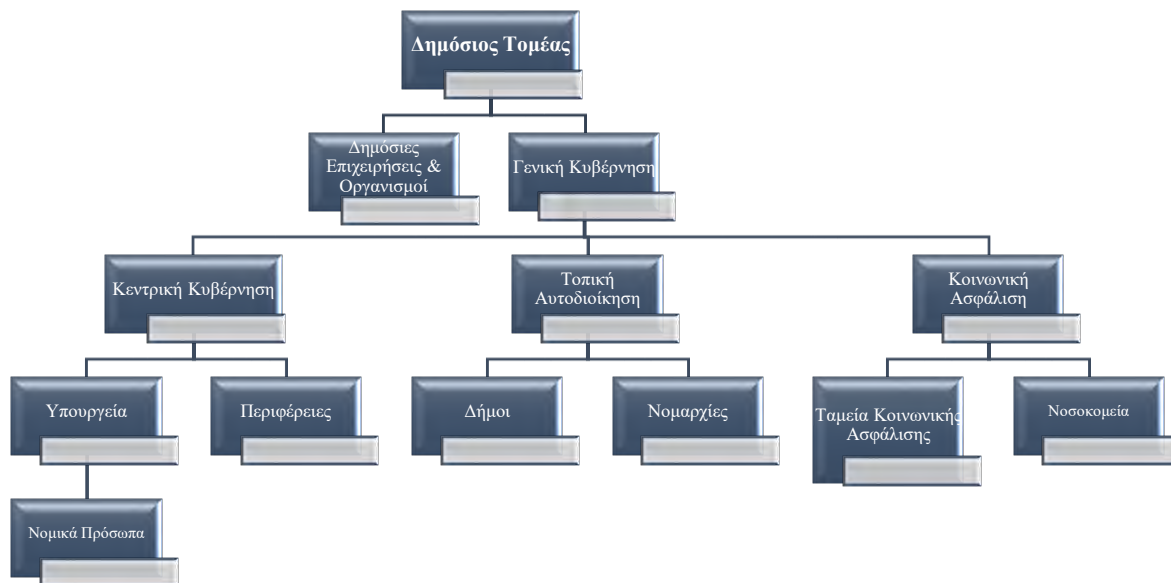 Δημόσιος Τομέας
Δημόσιες
Επιχειρήσεις &
Οργανισμοί
Γενική Κυβέρνηση
Κεντρική Κυβέρνηση
Τοπική
Αυτοδιοίκηση
Κοινωνική
Ασφάλιση
Υπουργεία
Περιφέρειες
Δήμοι
Νομαρχίες
Ταμεία Κοινωνικής
Ασφάλισης
Νοσοκομεία
Νομικά Πρόσωπα